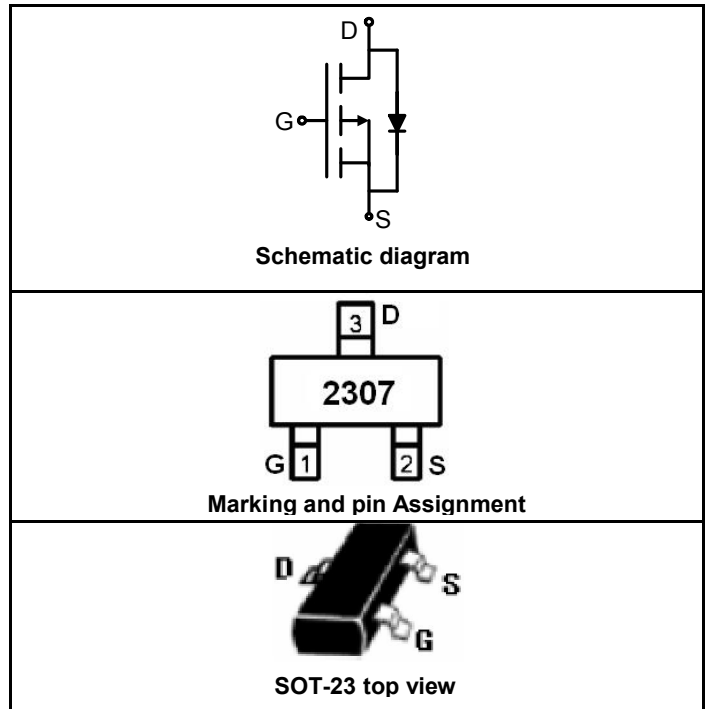 D
G
S
Schematic diagram
3 D
2307
G 1 2 S
Marking and pin Assignment
D
S
G
SOT-23 top view